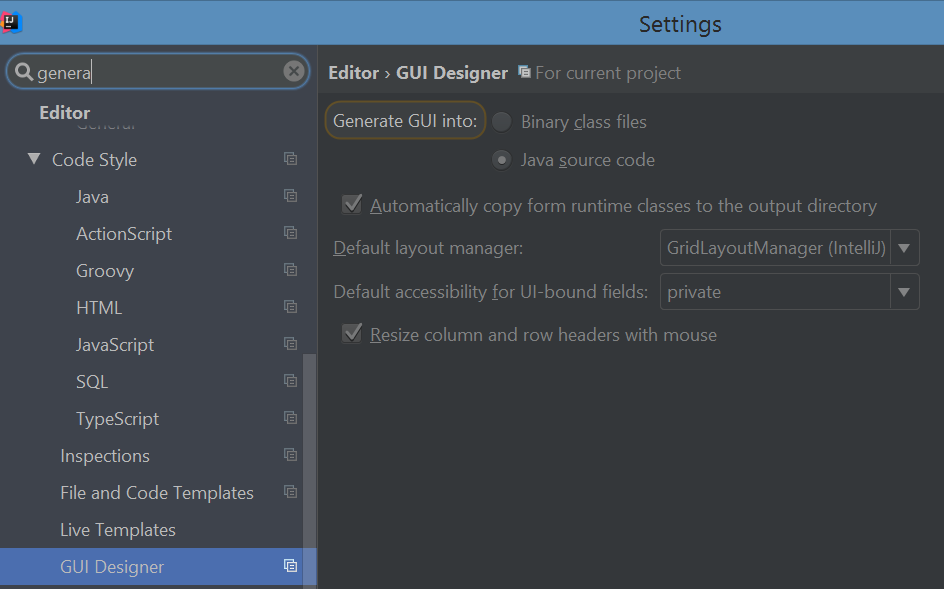 Settings
genera
Editor
General
Code Style
Java
ActionScript
Groovy
HTML
JavaScript
SQL
TypeScript
Inspections
File and Code Templates
Live Templates
GUI Designer
Editor › GUI Designer For current project
Generate GUI into: Binary class files
Java source code
Automatically copy form runtime classes to the output directory
Default layout manager: GridLayoutManager (IntelliJ)
Default accessibility for UI-bound fields: private
Resize column and row headers with mouse